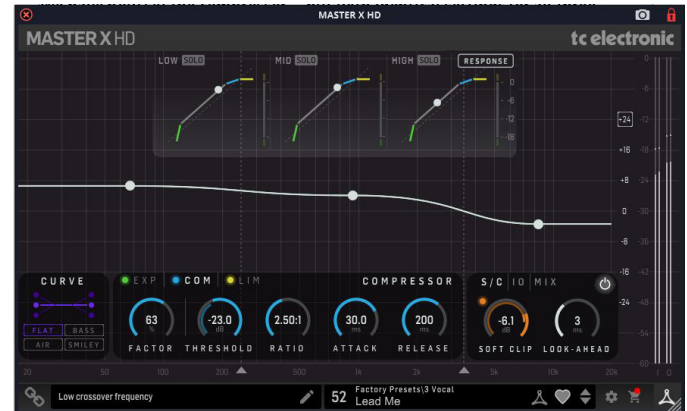 MASTER X HD
MASTER X HD
tc electronic
LOW SOLO
MID SOLO
HIGH SOLO
RESPONSE
0
-6
-12
-18
+24
+16
+8
0
-8
-16
-24
0
-6
-12
-18
-24
-30
-36
-42
-48
-54
-60
CURVE
FLAT BASS
AIR SMILEY
EXP COM LIM COMPRESSOR
63 %
-23.0 dB
2.50:1
30.0 ms
200 ms
FACTOR THRESHOLD RATIO ATTACK RELEASE
S/C IO MIX
-6.1 dB
3 ms
SOFT CLIP LOOK-AHEAD
20 50 100 200 500 1k 2k 5k 10k 20k I O
Low crossover frequency
52 Factory Presets\3 Vocal
Lead Me